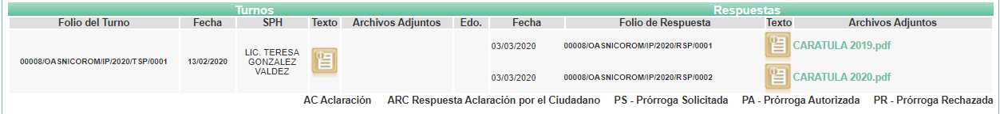 Turnos Respuestas
Folio del Turno Fecha SPH Texto Archivos Adjuntos Edo. Fecha Folio de Respuesta Texto Archivos Adjuntos
00008/OASNICOROM/IP/2020/TSP/0001 13/02/2020 LIC. TERESA
GONZALEZ
VALDEZ
03/03/2020 00008/OASNICOROM/IP/2020/RSP/0001 CARATULA 2019.pdf
03/03/2020 00008/OASNICOROM/IP/2020/RSP/0002 CARATULA 2020.pdf
AC Aclaración ARC Respuesta Aclaración por el Ciudadano PS - Prórroga Solicitada PA - Prórroga Autorizada PR - Prórroga Rechazada